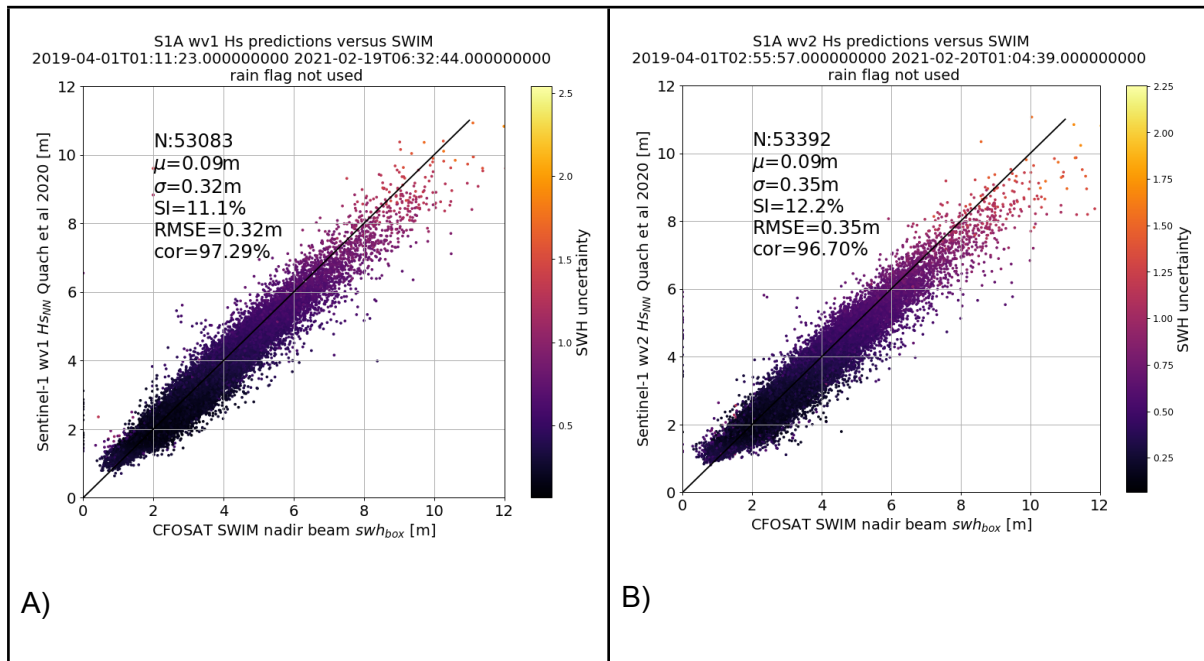 S1A wv1 Hs predictions versus SWIM
2019-04-01T01:11:23.000000000 2021-02-19T06:32:44.000000000
rain flag not used
12
10
8
6
4
2
0
Sentinel-1 wv1 Hs_NN Quach et al 2020 [m]
N:53083
μ=0.09m
σ=0.32m
SI=11.1%
RMSE=0.32m
cor=97.29%
0 2 4 6 8 10 12
CFOSAT SWIM nadir beam swh_box [m]
2.5
2.0
1.5
1.0
0.5
SWH uncertainty
A)
S1A wv2 Hs predictions versus SWIM
2019-04-01T02:55:57.000000000 2021-02-20T01:04:39.000000000
rain flag not used
12
10
8
6
4
2
0
Sentinel-1 wv2 Hs_NN Quach et al 2020 [m]
N:53392
μ=0.09m
σ=0.35m
SI=12.2%
RMSE=0.35m
cor=96.70%
0 2 4 6 8 10 12
CFOSAT SWIM nadir beam swh_box [m]
2.25
2.00
1.75
1.50
1.25
1.00
0.75
0.50
0.25
SWH uncertainty
B)